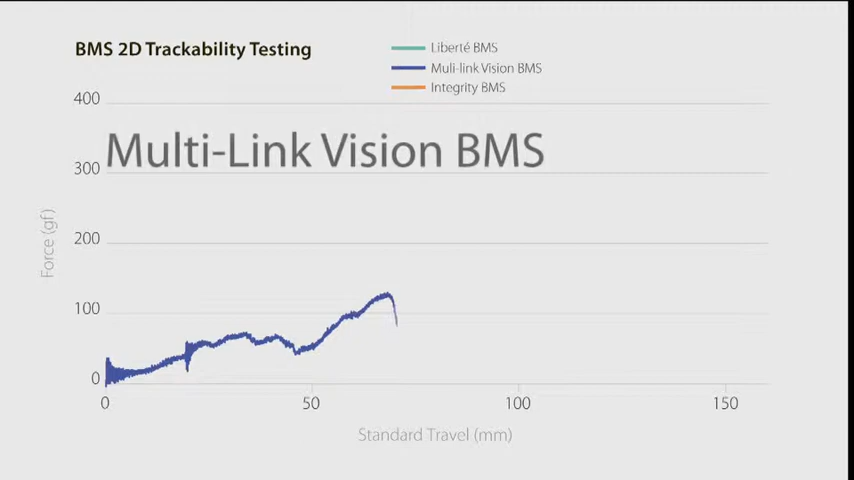 BMS 2D Trackability Testing
Liberté BMS
Muli-link Vision BMS
Integrity BMS
Multi-Link Vision BMS
400
300
200
100
0
Force (gf)
0 50 100 150
Standard Travel (mm)